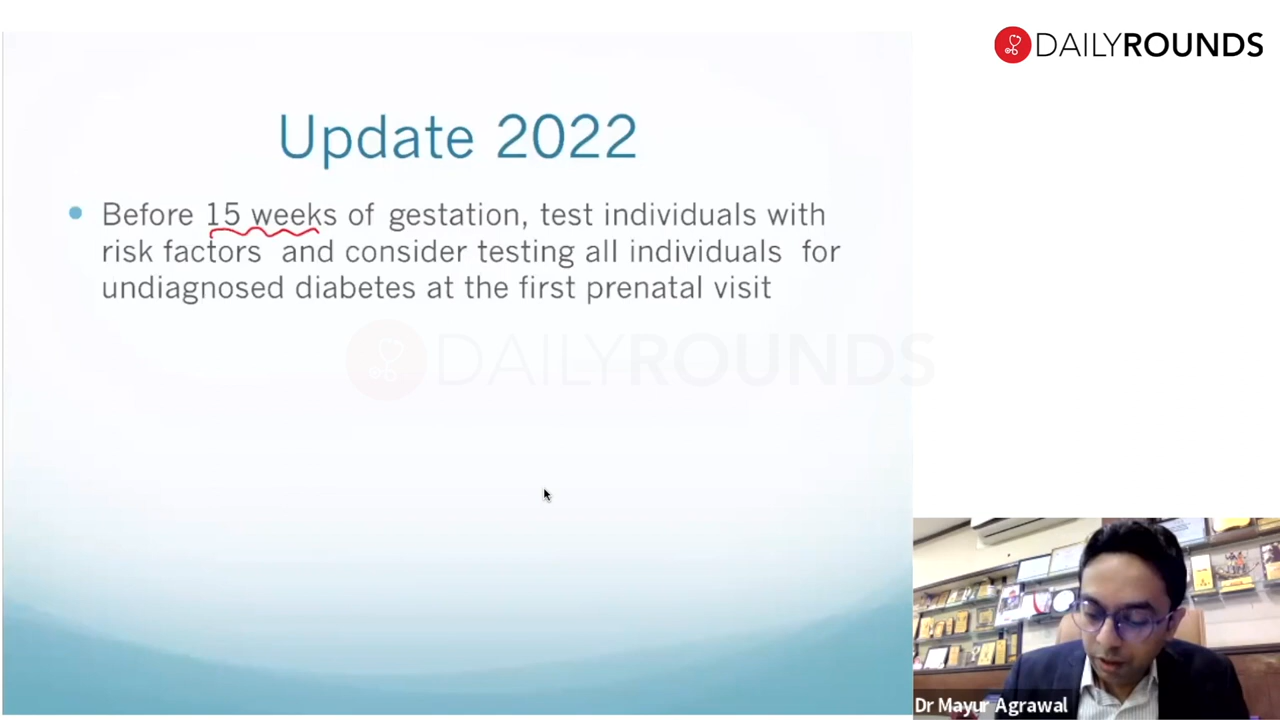 DAILYROUNDS
Update 2022
Before 15 weeks of gestation, test individuals with
risk factors and consider testing all individuals for
undiagnosed diabetes at the first prenatal visit
DAILYROUNDS
Dr Mayur Agrawal